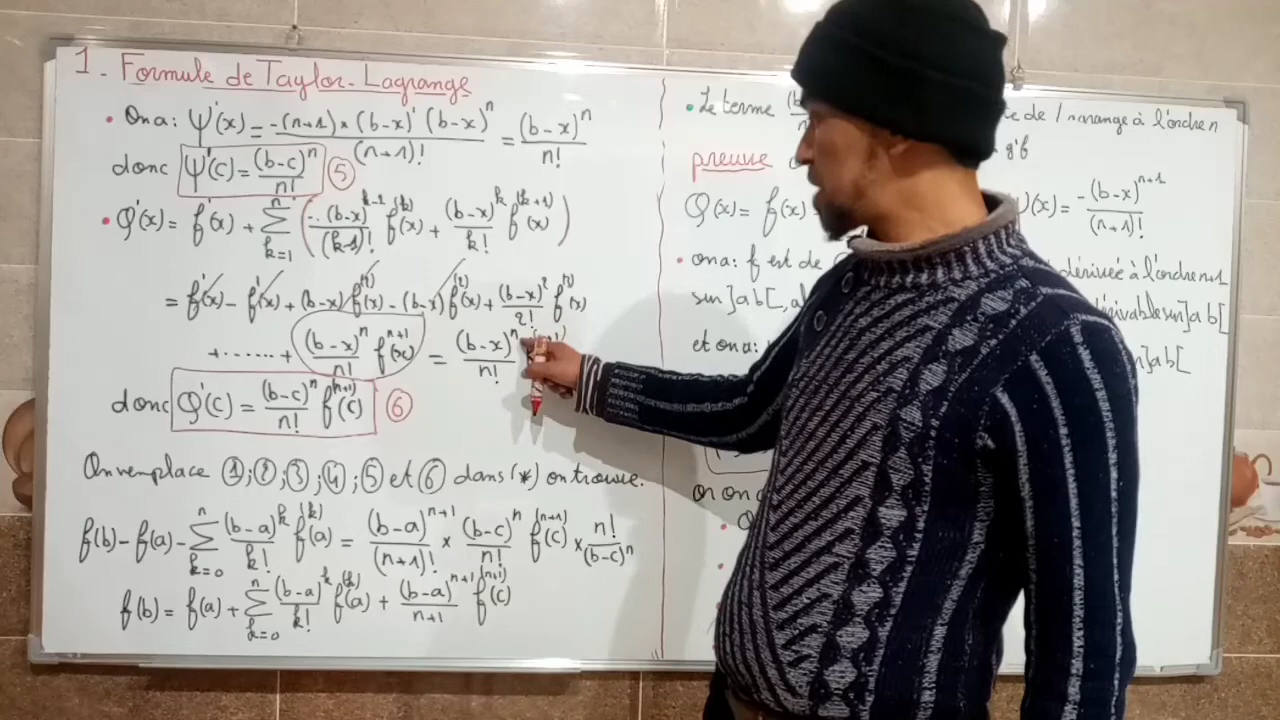 1. Formule de Taylor-Lagrange
• On a: Ψ'(x) = -(n+1) × (b-x)' (b-x)^n / (n+1)! = (b-x)^n / n!
donc Ψ'(c) = (b-c)^n / n! ⑤
• φ'(x) = f'(x) + Σ_{k=1}^{n} ( -(b-x)^{k-1} / (k-1)! f^{(k)}(x) + (b-x)^k / k! f^{(k+1)}(x) )
= f'(x) - f'(x) + (b-x) f^{(2)}(x) - (b-x) f^{(2)}(x) + (b-x)^2 / 2! f(x)
+ ...... + (b-x)^n / n! f^{n+1}(x) = (b-x)^n / n!
donc φ'(c) = (b-c)^n / n! f^{(n+1)}(c) ⑥
On remplace ①; ②; ③; ④; ⑤ et ⑥ dans (*) on trouve.
f(b) - f(a) - Σ_{k=0}^{n} (b-a)^k / k! f^{(k)}(a) = (b-a)^{n+1} / (n+1)! × (b-c)^n / n! f^{(n+1)}(c) × n! / (b-c)^n
f(b) = f(a) + Σ_{k=0}^{n} (b-a)^k / k! f^{(k)}(a) + (b-a)^{n+1} / n+1 f^{(n+1)}(c)
• Le terme à l'ordre n
preuve
φ(x) = f(x) (x) = -(b-x)^{n+1} / (n+1)!
• on a: f est de dérivée à l'ordre n+1
sur ]a b[, dérivable sur ]a b[
et on a: ]a b[
or on